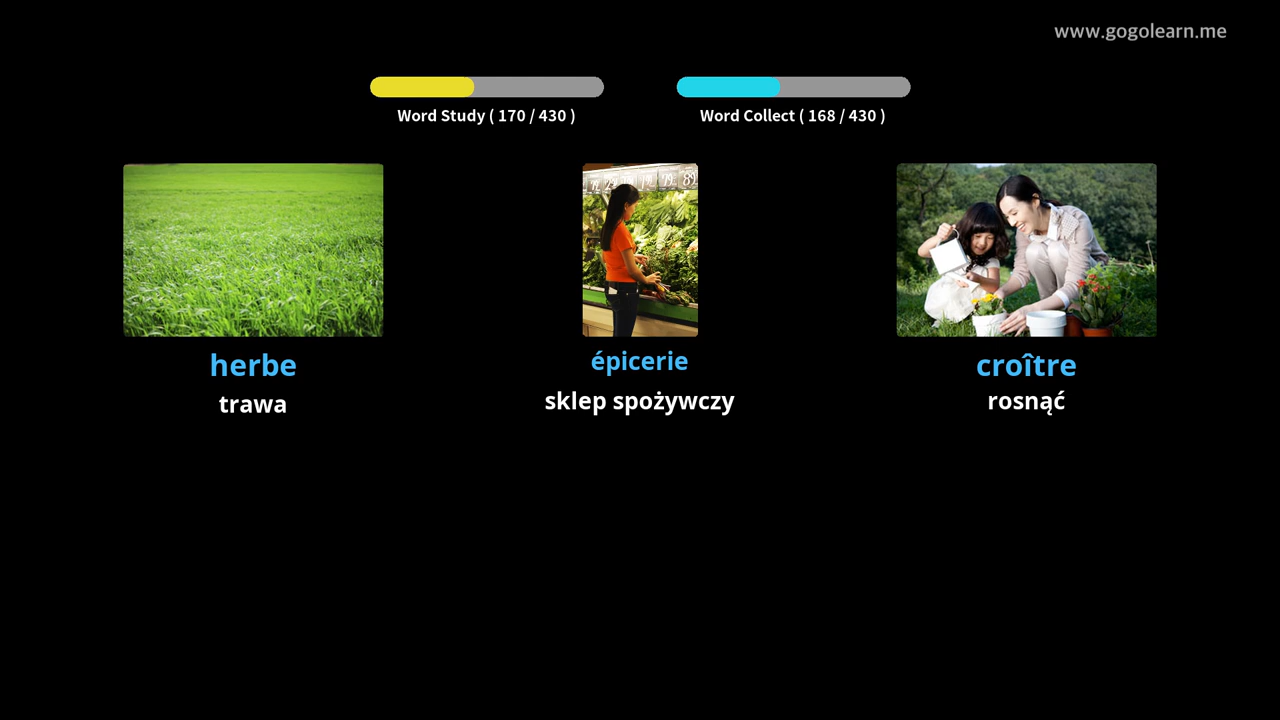 www.gogolearn.me
Word Study ( 170 / 430 )
Word Collect ( 168 / 430 )
herbe
trawa
épicerie
sklep spożywczy
croître
rosnąć